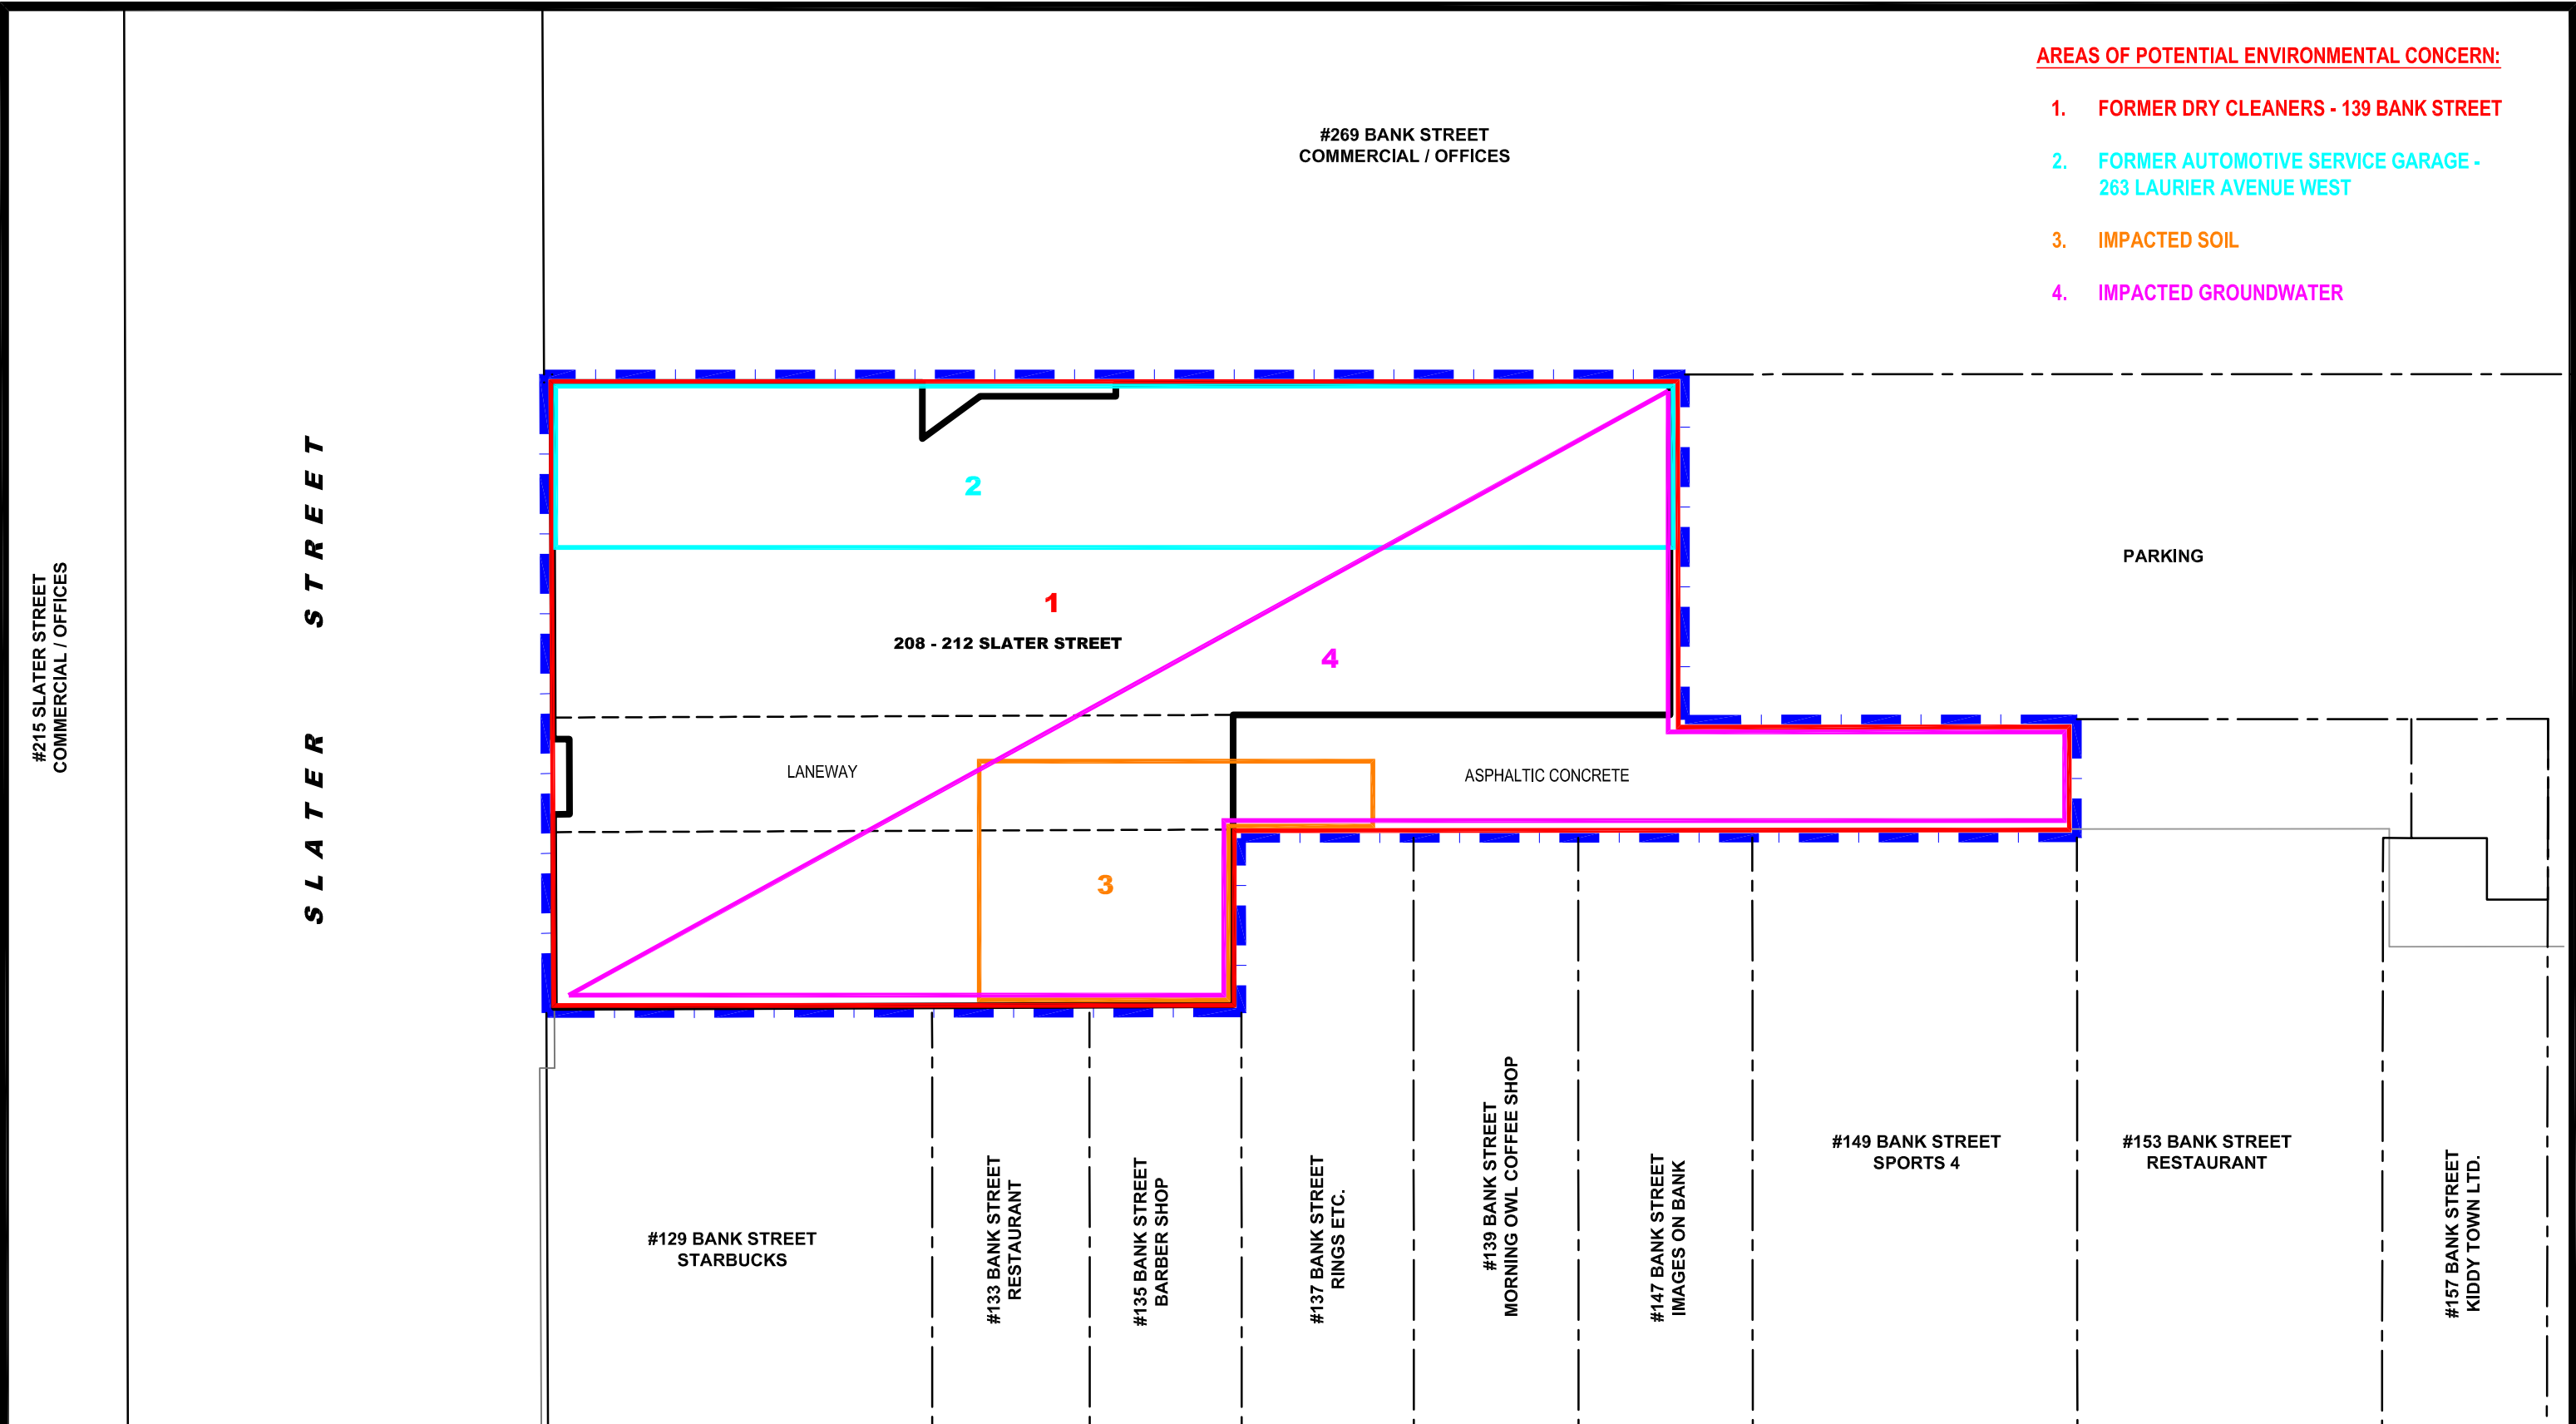 AREAS OF POTENTIAL ENVIRONMENTAL CONCERN:
1. FORMER DRY CLEANERS - 139 BANK STREET
2. FORMER AUTOMOTIVE SERVICE GARAGE -
263 LAURIER AVENUE WEST
3. IMPACTED SOIL
4. IMPACTED GROUNDWATER
#269 BANK STREET
COMMERCIAL / OFFICES
#215 SLATER STREET
COMMERCIAL / OFFICES
SLATER STREET
2
1
208 - 212 SLATER STREET
4
PARKING
LANEWAY
ASPHALTIC CONCRETE
3
#129 BANK STREET
STARBUCKS
#133 BANK STREET
RESTAURANT
#135 BANK STREET
BARBER SHOP
#137 BANK STREET
RINGS ETC.
#139 BANK STREET
MORNING OWL COFFEE SHOP
#147 BANK STREET
IMAGES ON BANK
#149 BANK STREET
SPORTS 4
#153 BANK STREET
RESTAURANT
#157 BANK STREET
KIDDY TOWN LTD.